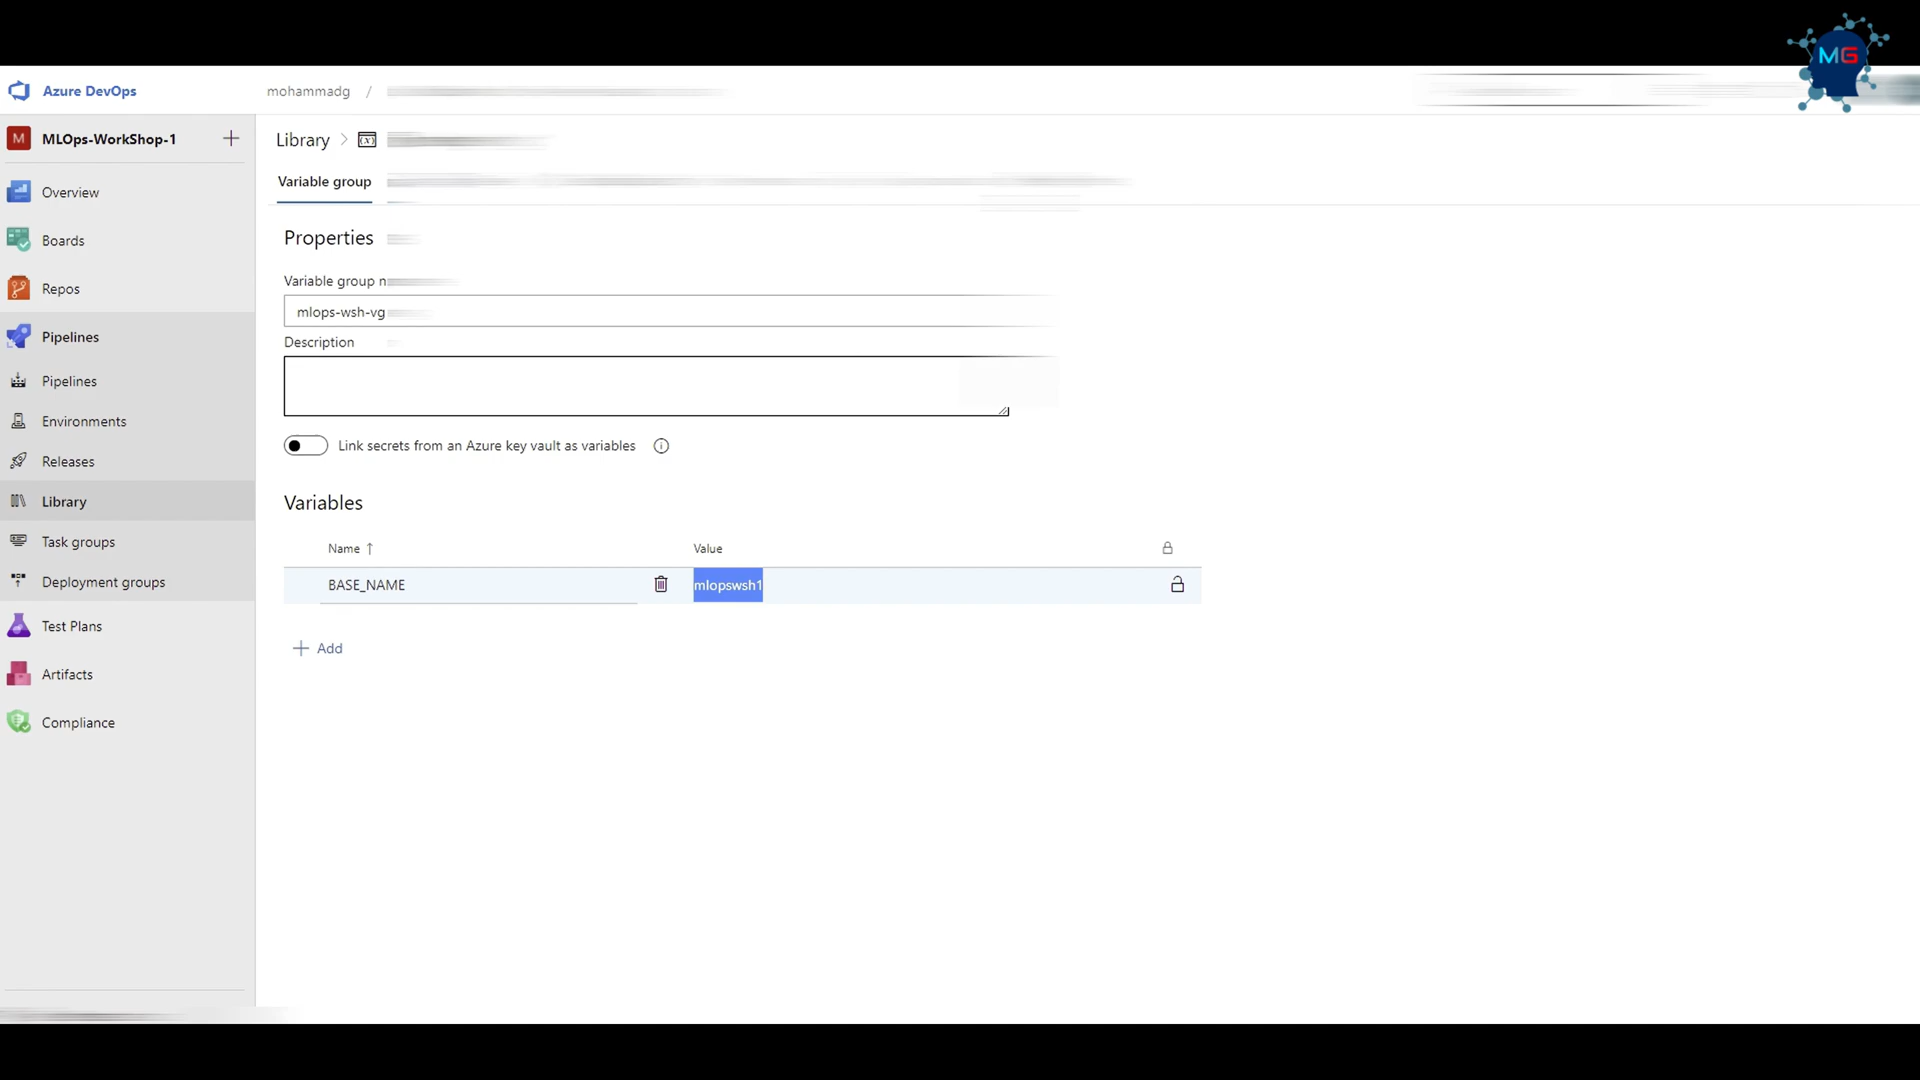 MG
Azure DevOps
mohammadg /
MLOps-WorkShop-1
Library
Variable group
Overview
Properties
Boards
Variable group n
Repos
mlops-wsh-vg
Pipelines
Description
Pipelines
Environments
Link secrets from an Azure key vault as variables
Releases
Library
Variables
Task groups
Name ↑ Value
Deployment groups
BASE_NAME mlopswsh1
Test Plans
Add
Artifacts
Compliance